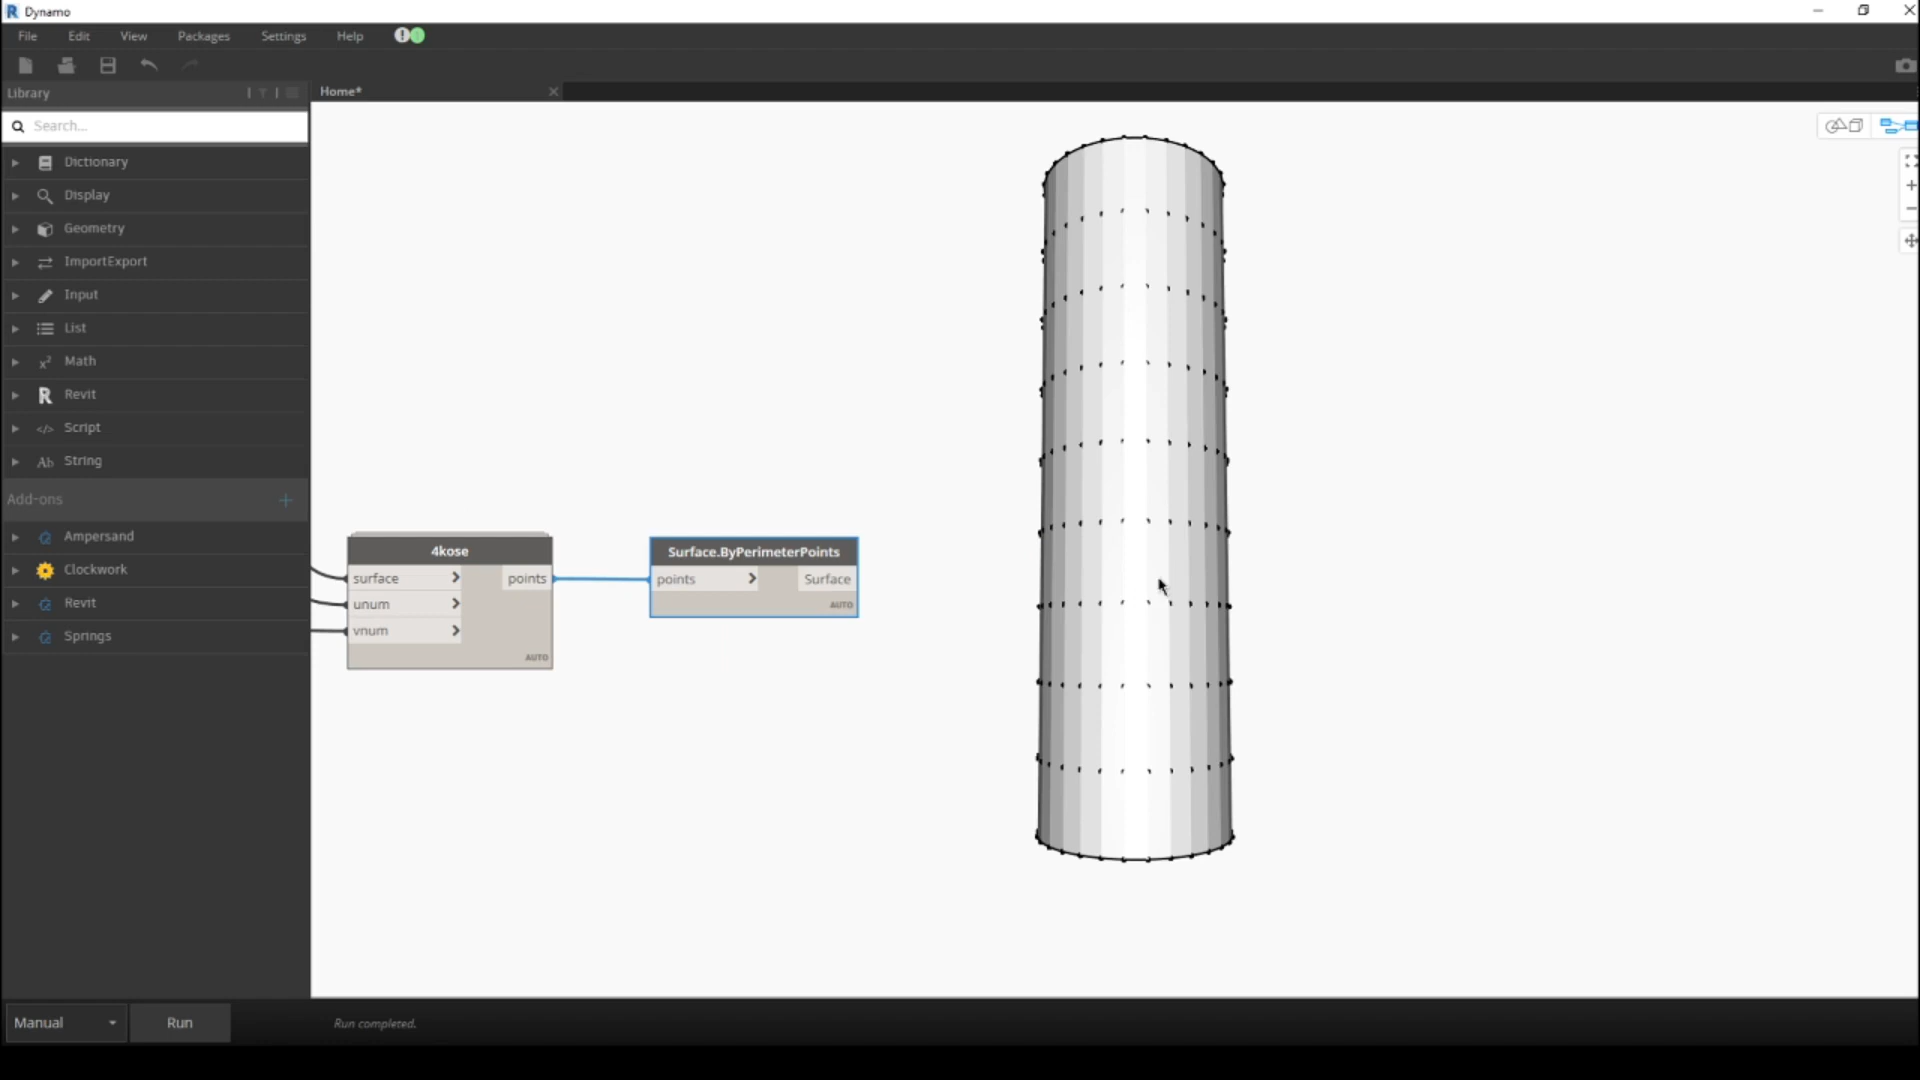 Dynamo
File Edit View Packages Settings Help
Library
Home*
Search...
Dictionary
Display
Geometry
ImportExport
Input
List
Math
Revit
Script
String
Add-ons
Ampersand
Clockwork
Revit
Springs
4kose
surface
points
unum
vnum
AUTO
Surface.ByPerimeterPoints
points
Surface
AUTO
Manual
Run
Run completed.